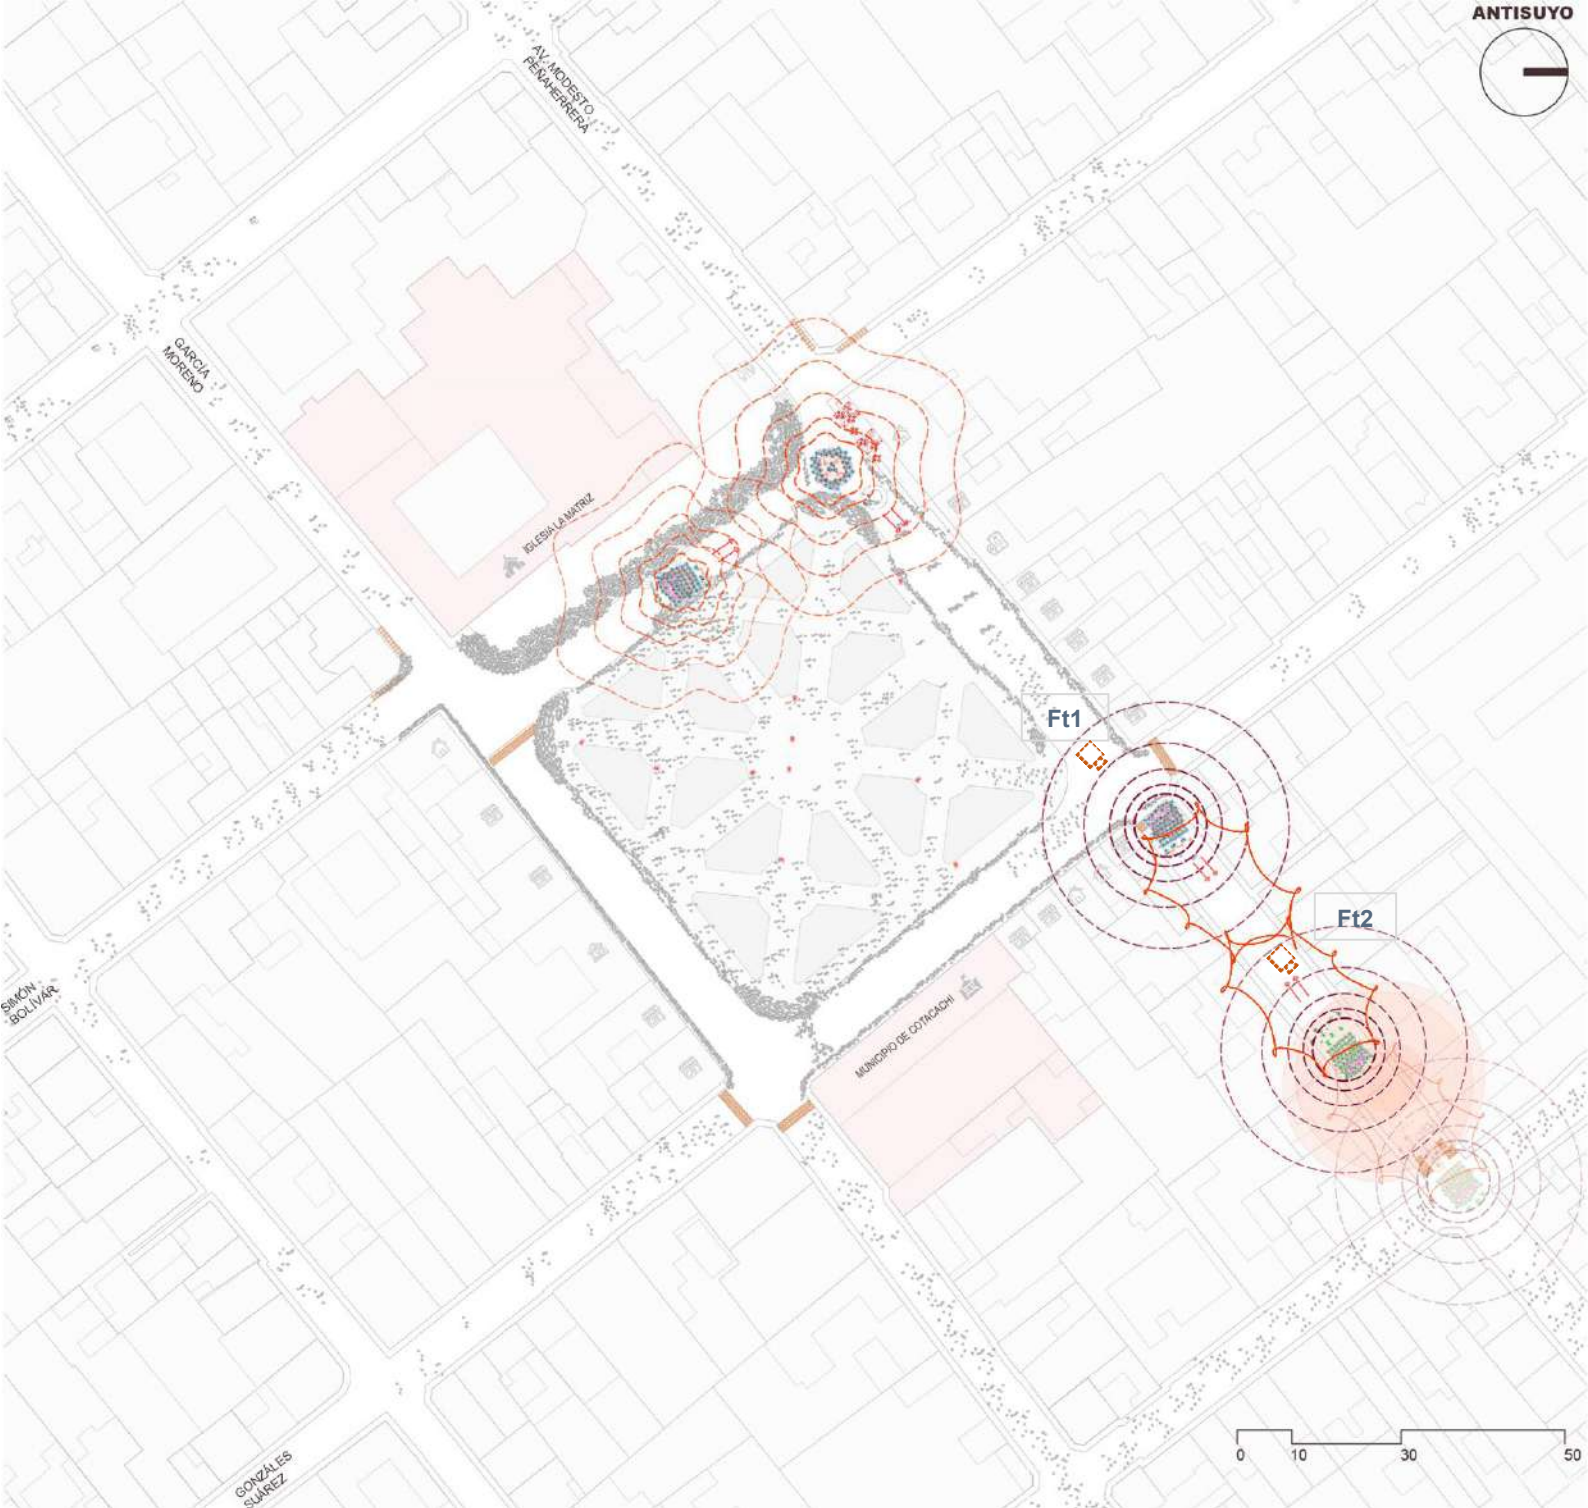 ANTISUYO
AV. MODESTO
PEÑAHERRERA
GARCÍA
MORENO
IGLESIA LA MATRIZ
Ft1
Ft2
SIMÓN
BOLÍVAR
MUNICIPIO DE COTACACHI
GONZÁLES
SUÁREZ
0 10 30 50